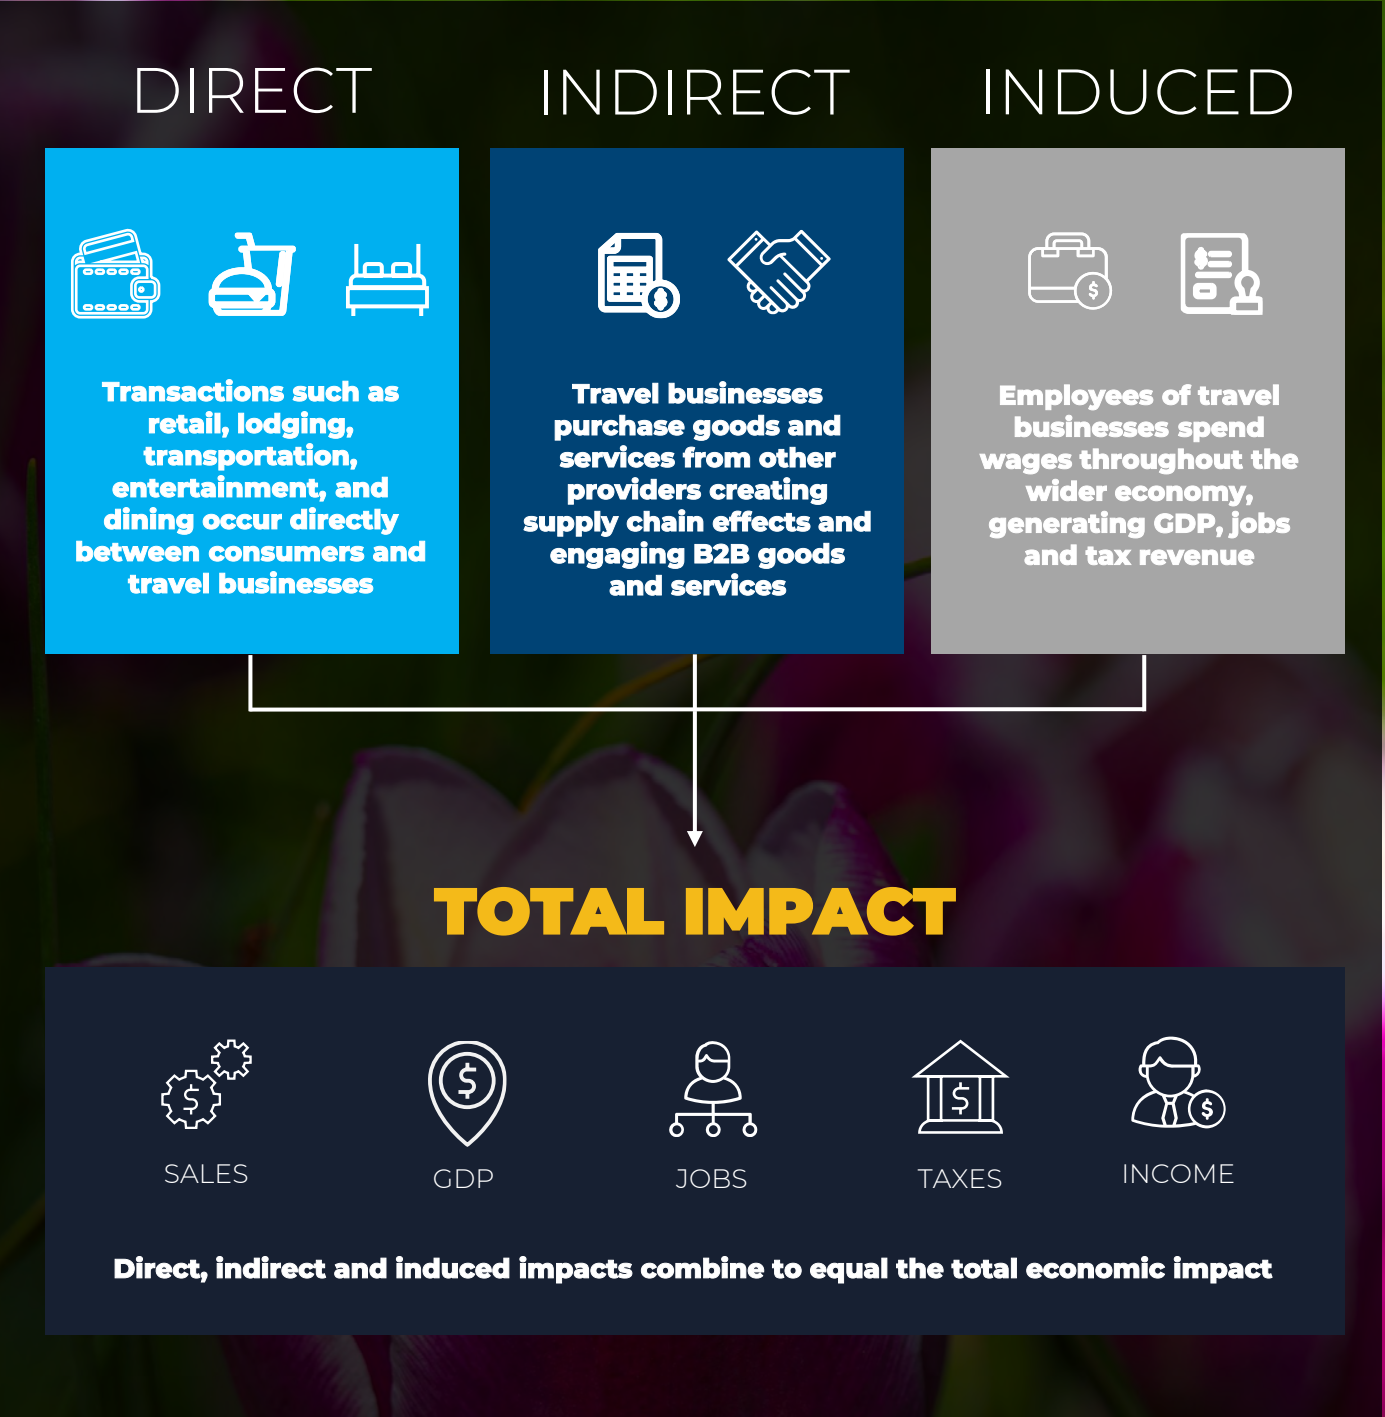 DIRECT
INDIRECT
INDUCED
Transactions such as
retail, lodging,
transportation,
entertainment, and
dining occur directly
between consumers and
travel businesses
Travel businesses
purchase goods and
services from other
providers creating
supply chain effects and
engaging B2B goods
and services
Employees of travel
businesses spend
wages throughout the
wider economy,
generating GDP, jobs
and tax revenue
TOTAL IMPACT
$
SALES
$
GDP
JOBS
$
TAXES
$
INCOME
Direct, indirect and induced impacts combine to equal the total economic impact